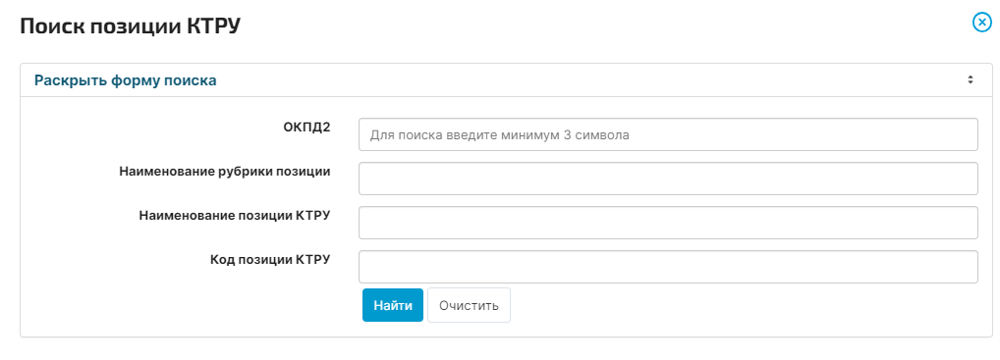 Поиск позиции КТРУ
Раскрыть форму поиска
ОКПД2
Для поиска введите минимум 3 символа
Наименование рубрики позиции
Наименование позиции КТРУ
Код позиции КТРУ
Найти Очистить